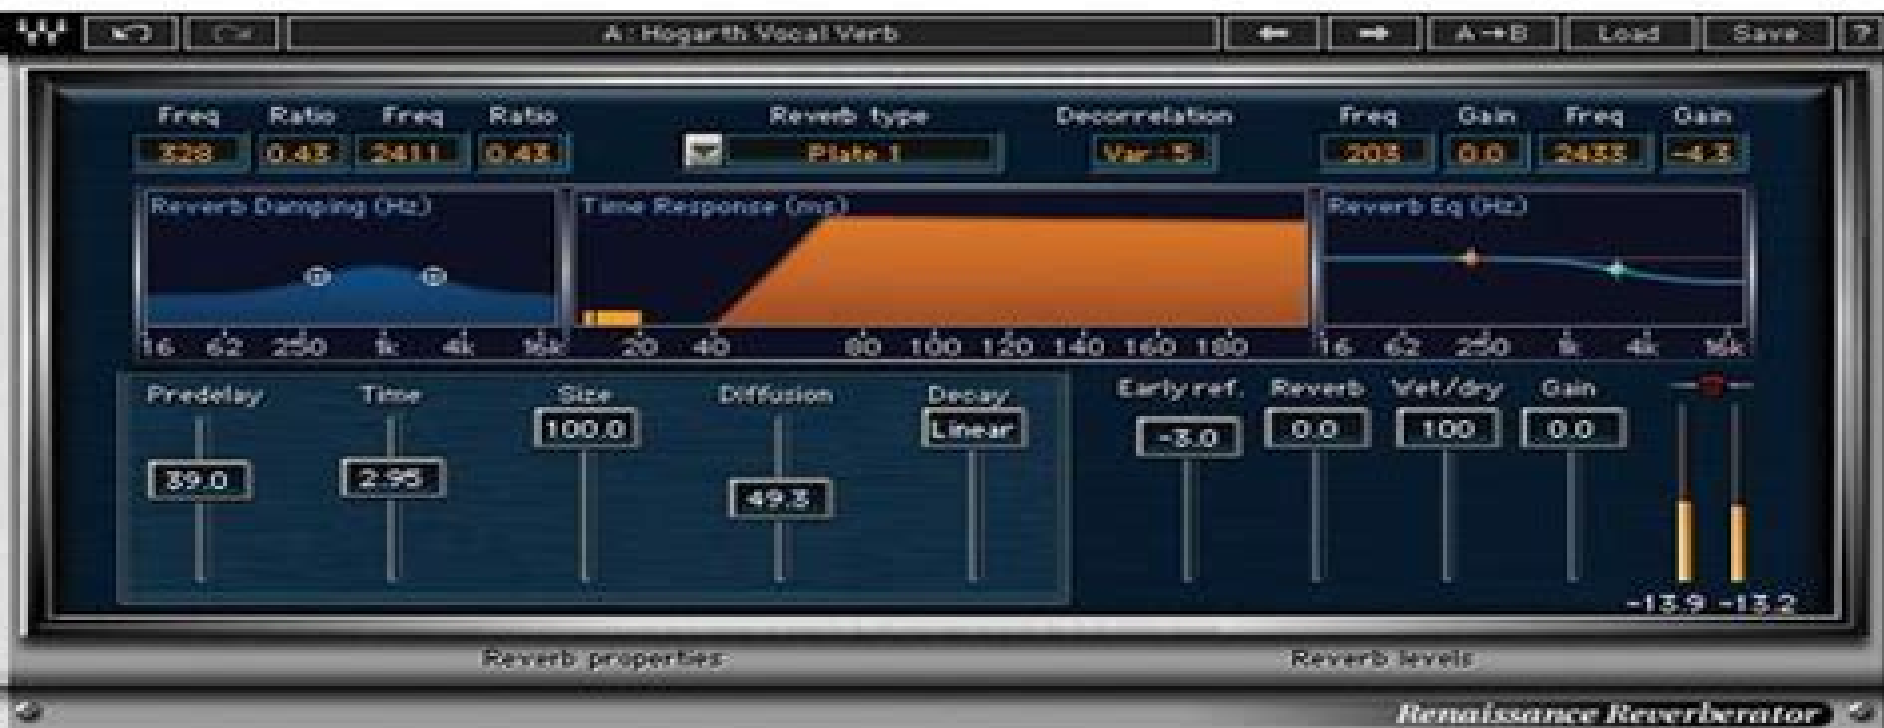 A: Hogarth Vocal Verb A→B Load Save ?
Freq Ratio Freq Ratio Reverb type Decorrelation Freq Gain Freq Gain
328 0.43 2411 0.43 Plate 1 Var: 5 203 0.0 2433 -4.3
Reverb Damping (Hz) Time Response (ms) Reverb Eq (Hz)
16 62 250 1k 4k 16k 20 40 80 100 120 140 160 180 16 62 250 1k 4k 16k
Predelay Time Size Diffusion Decay Early ref. Reverb Wet/dry Gain
39.0 2.95 100.0 49.3 Linear -3.0 0.0 100 0.0
-13.9 -13.2
Reverb properties Reverb levels
Renaissance Reverberator